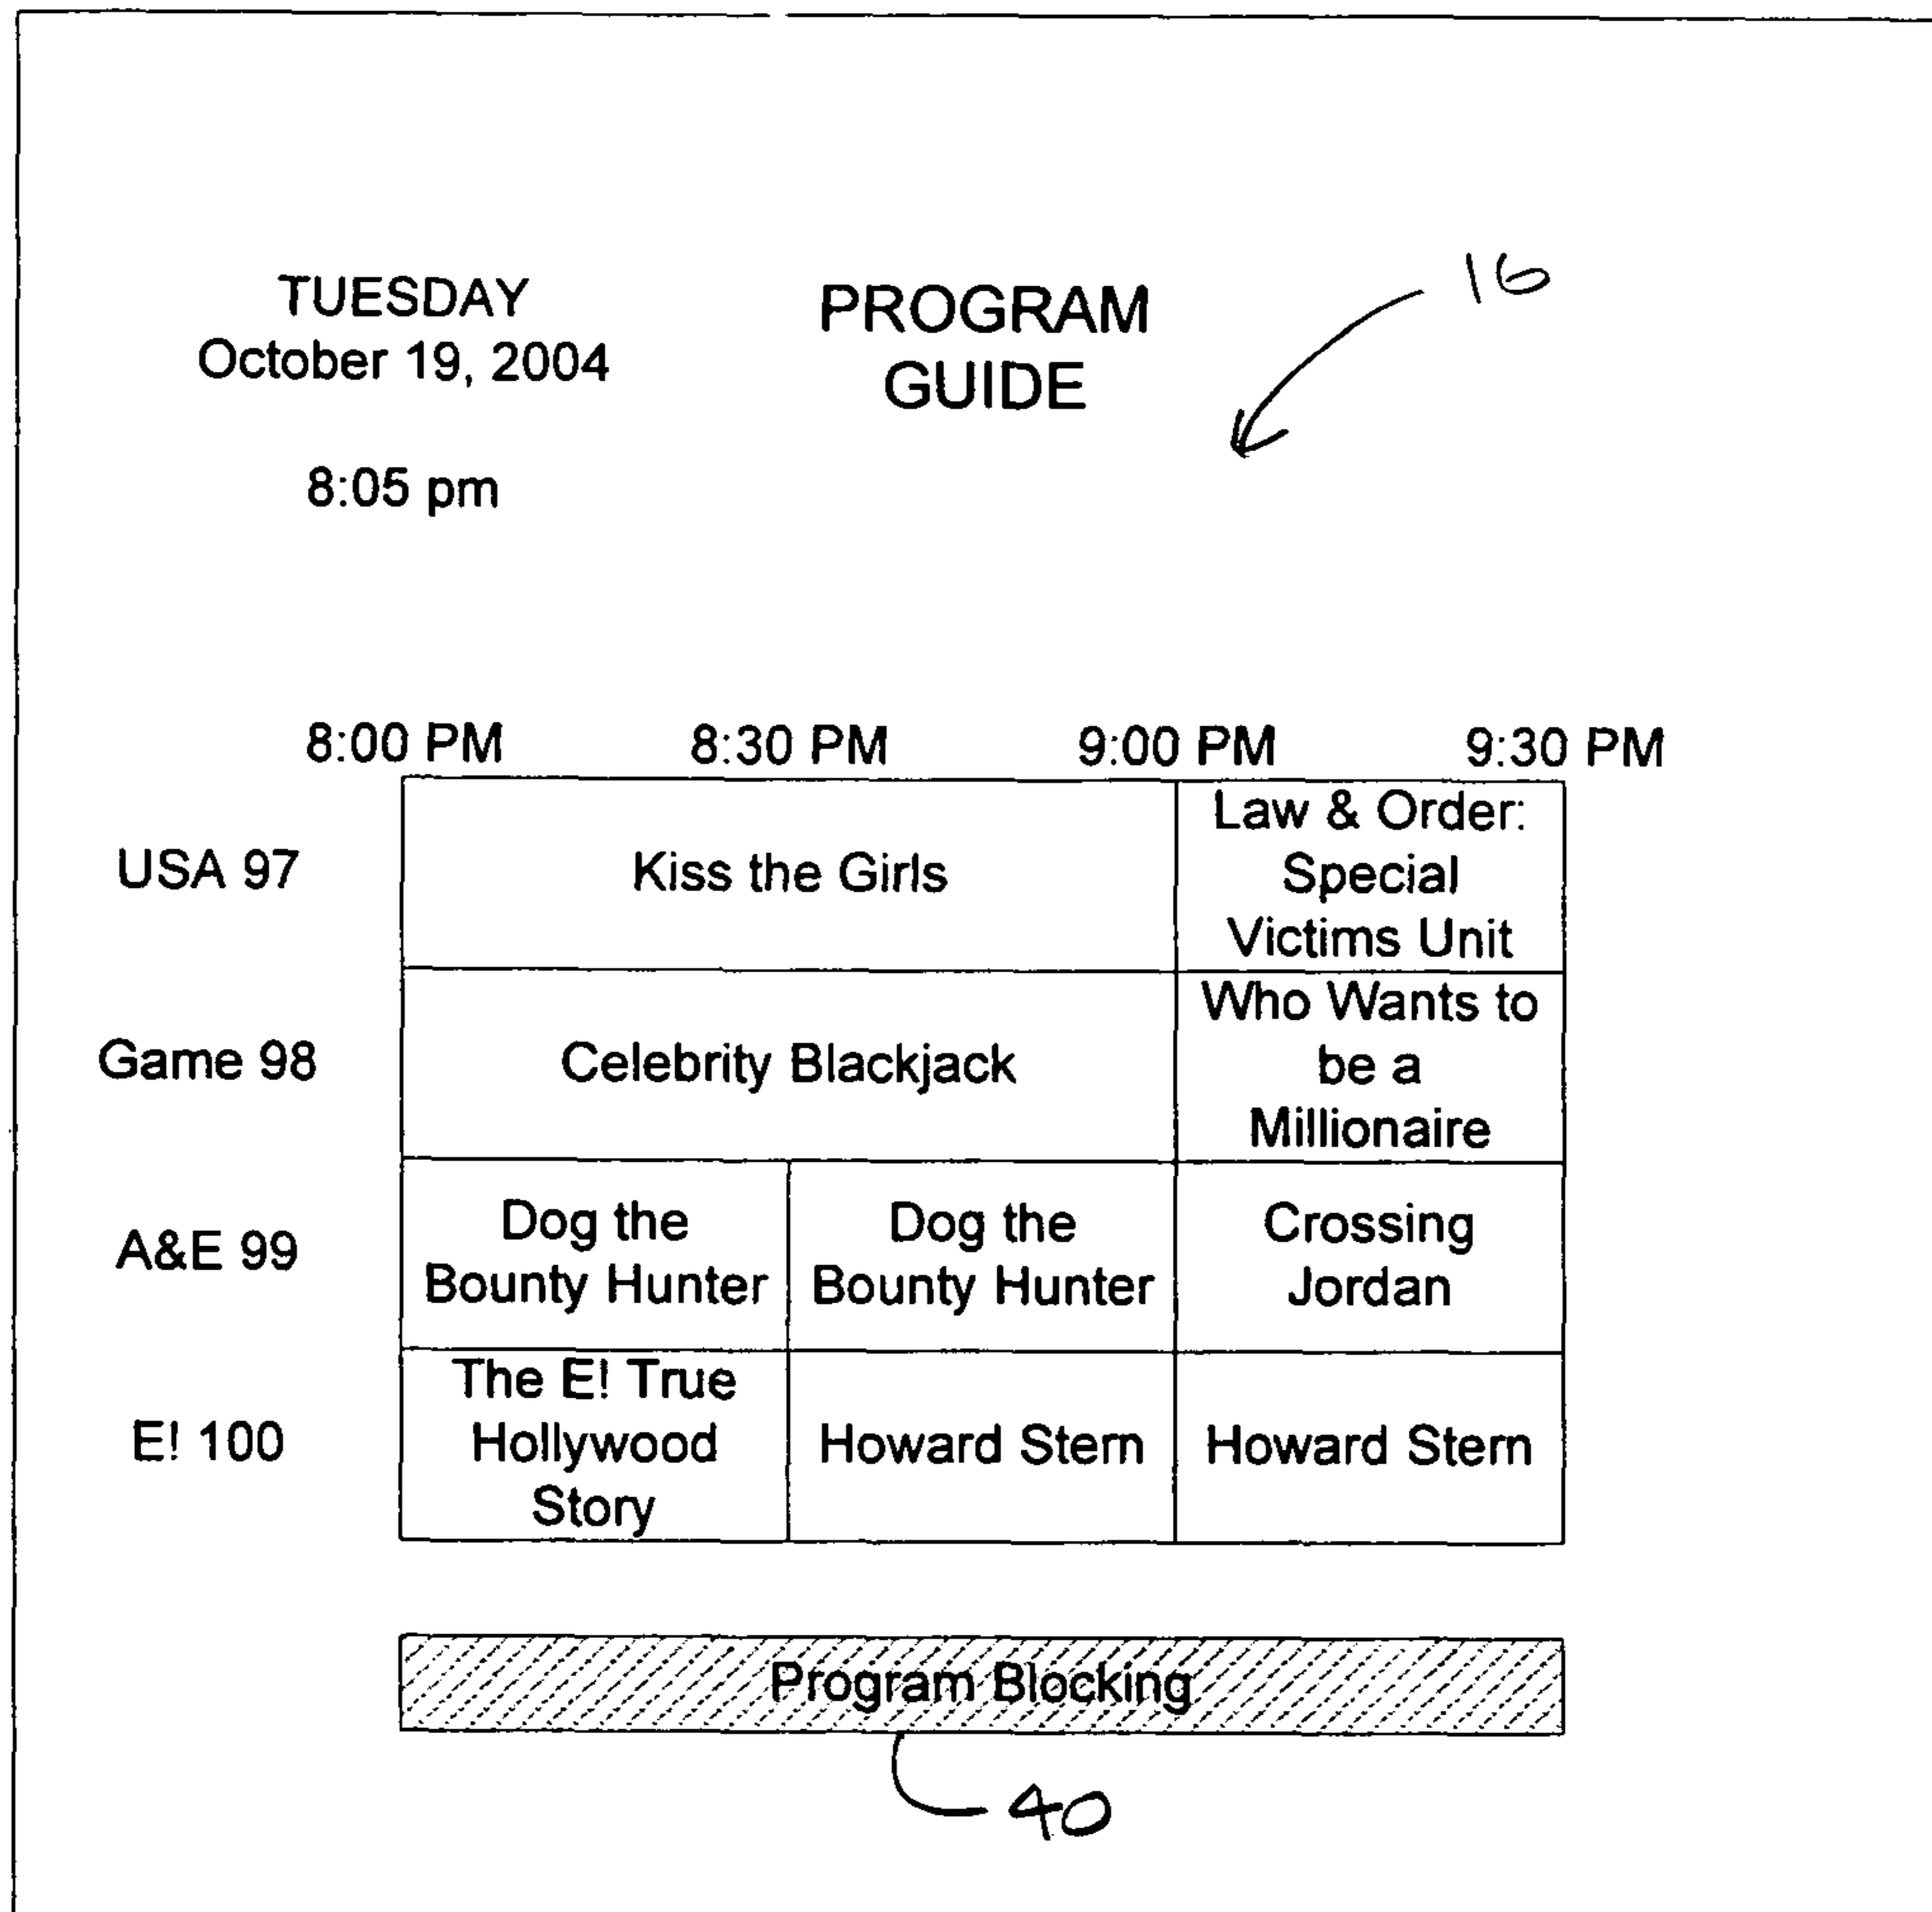 TUESDAY
October 19, 2004
8:05 pm
PROGRAM
GUIDE
16
8:00 PM 8:30 PM 9:00 PM 9:30 PM
USA 97
Kiss the Girls
Law & Order:
Special
Victims Unit
Game 98
Celebrity Blackjack
Who Wants to
be a
Millionaire
A&E 99
Dog the
Bounty Hunter
Dog the
Bounty Hunter
Crossing
Jordan
E! 100
The E! True
Hollywood
Story
Howard Stern
Howard Stern
Program Blocking
40